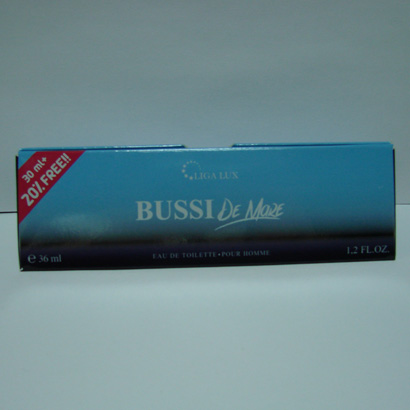 30 ml+
20% FREE!!
LIGA LUX
BUSSI De More
EAU DE TOILETTE • POUR HOMME
e 36 ml
1.2 FL.OZ.